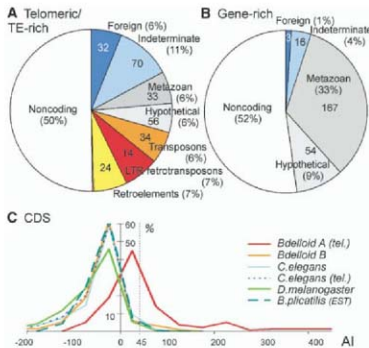 A Telomeric/
TE-rich
Foreign (6%)
Indeterminate
(11%)
Metazoan
(6%)
Hypothetical
(6%)
Transposons
(6%)
LTR retrotransposons
(7%)
Retroelements (7%)
Noncoding
(50%)
32
70
33
56
34
14
24
B Gene-rich
Foreign (1%)
Indeterminate
(4%)
Metazoan
(33%)
167
Hypothetical
(9%)
Noncoding
(52%)
16
54
C CDS
%
60
50
30
10
Bdelloid A (tel.)
Bdelloid B
C.elegans
C.elegans (tel.)
D.melanogaster
B.plicatilis (EST)
-200 -100 0 45 100 200 300 400 AI